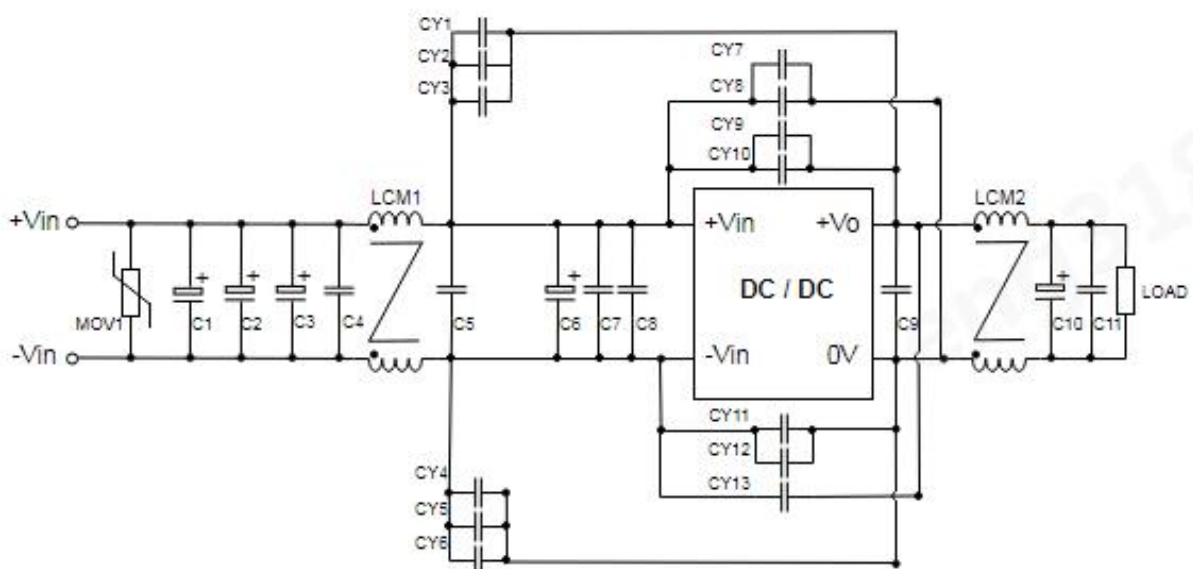 CY1
CY2
CY3
CY7
CY8
CY9
CY10
LCM1
LCM2
+Vin
+Vin
+Vo
DC / DC
-Vin
0V
-Vin
MOV1
+
C1
+
C2
+
C3
C4
C5
+
C6
C7
C8
C9
+
C10
C11
LOAD
CY11
CY12
CY13
CY4
CY5
CY6